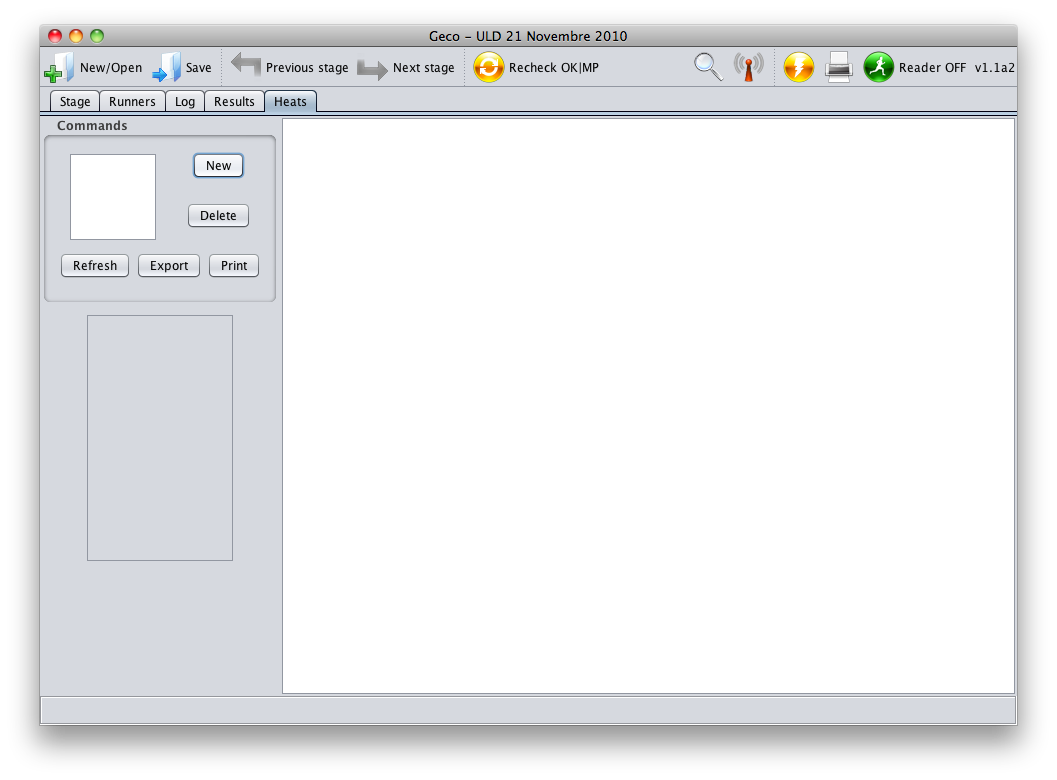 Geco – ULD 21 Novembre 2010
New/Open Save Previous stage Next stage Recheck OK|MP Reader OFF v1.1a2
Stage Runners Log Results Heats
Commands
New
Delete
Refresh Export Print